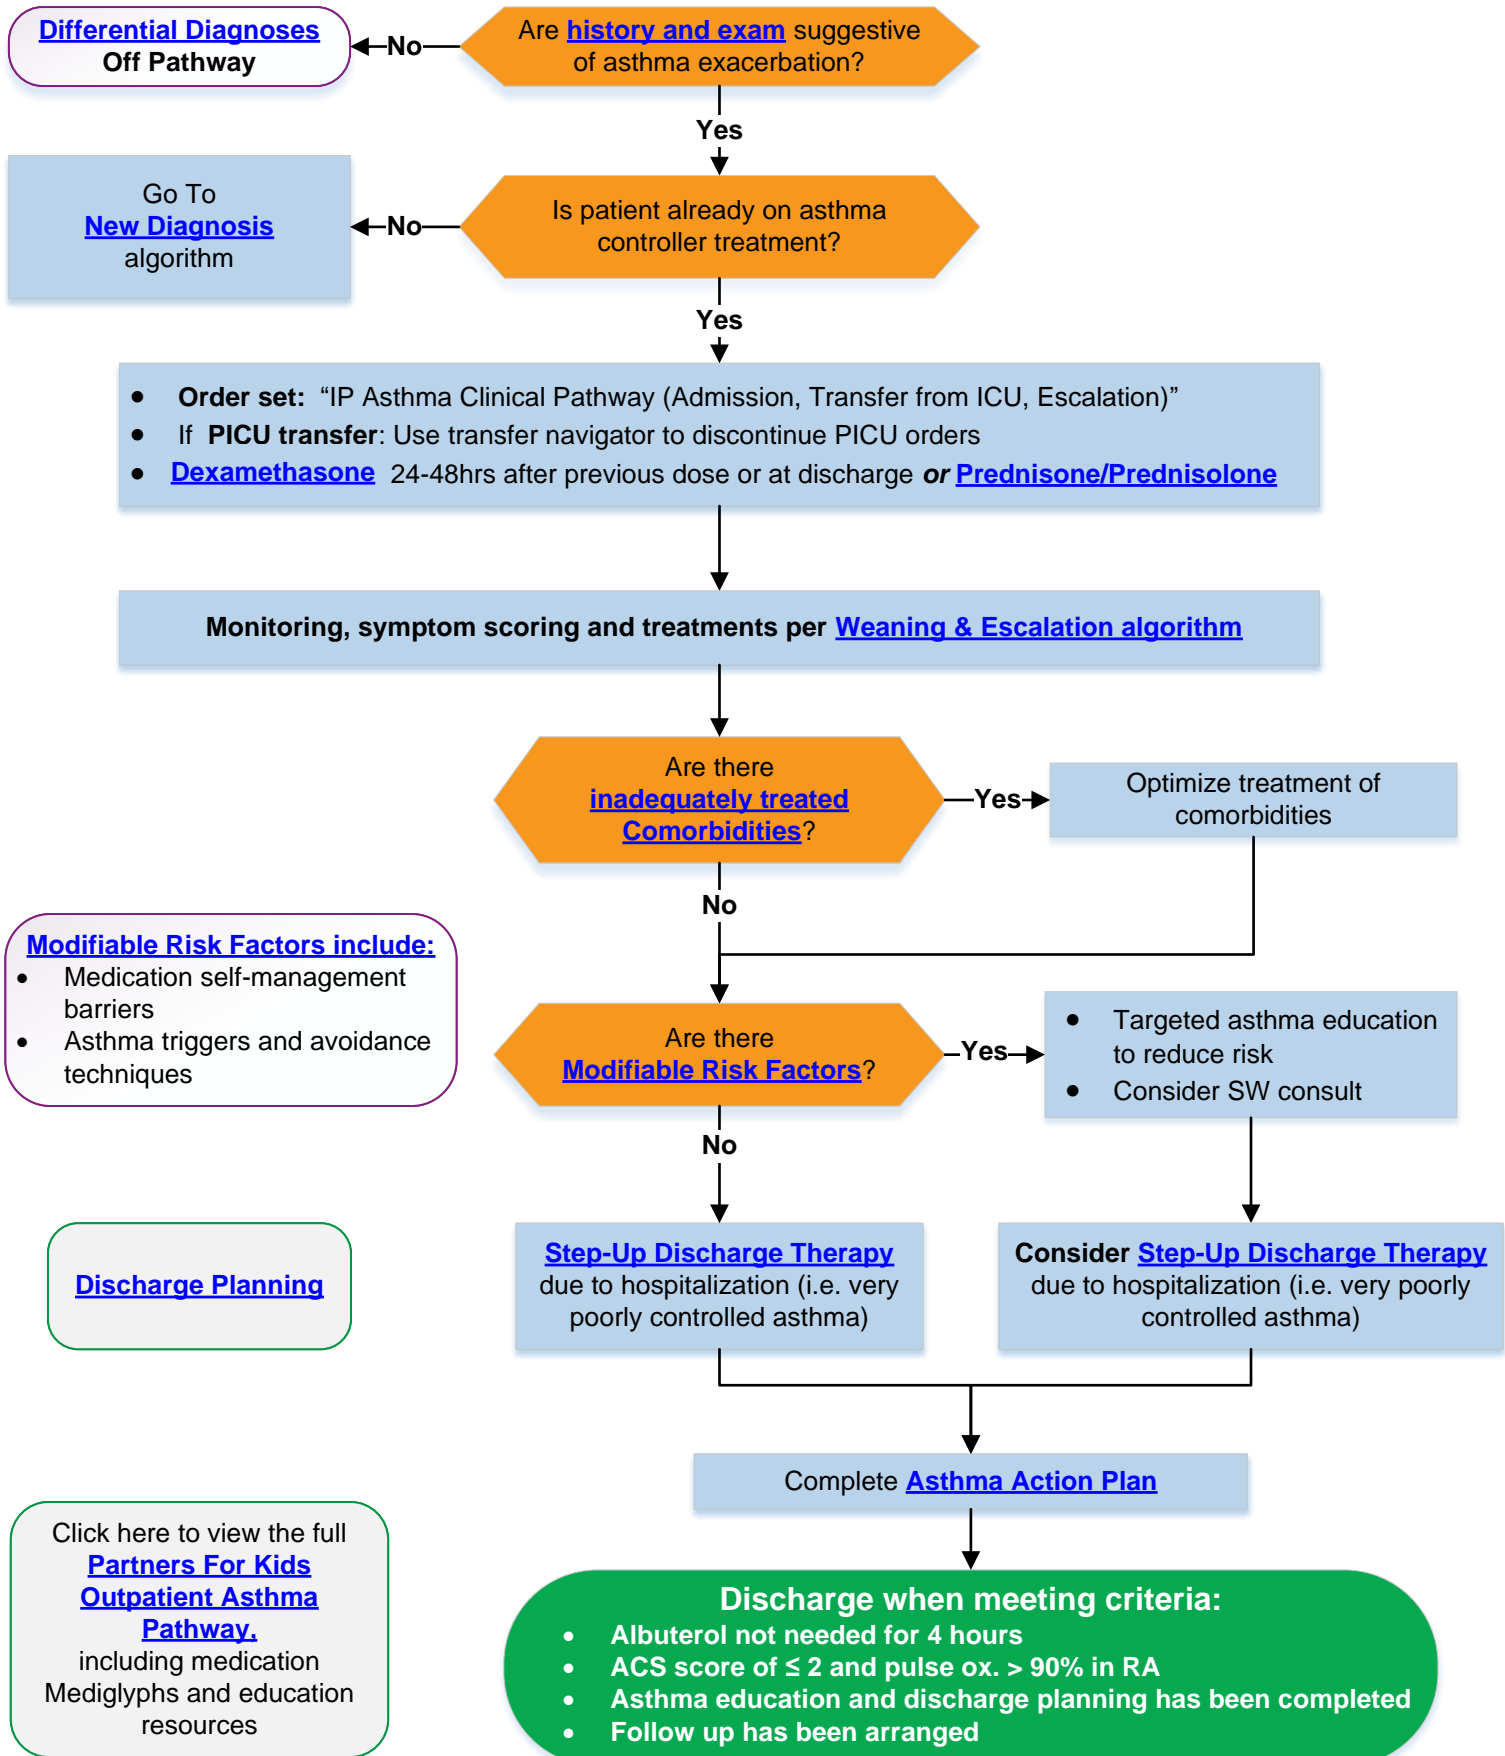 Differential Diagnoses
Off Pathway
No
Are history and exam suggestive
of asthma exacerbation?
Yes
Go To
New Diagnosis
algorithm
No
Is patient already on asthma
controller treatment?
Yes
• Order set: “IP Asthma Clinical Pathway (Admission, Transfer from ICU, Escalation)”
• If PICU transfer: Use transfer navigator to discontinue PICU orders
• Dexamethasone 24-48hrs after previous dose or at discharge or Prednisone/Prednisolone
Monitoring, symptom scoring and treatments per Weaning & Escalation algorithm
Are there
inadequately treated
Comorbidities?
Yes
Optimize treatment of
comorbidities
No
Modifiable Risk Factors include:
• Medication self-management
barriers
• Asthma triggers and avoidance
techniques
Are there
Modifiable Risk Factors?
Yes
• Targeted asthma education
to reduce risk
• Consider SW consult
No
Discharge Planning
Step-Up Discharge Therapy
due to hospitalization (i.e. very
poorly controlled asthma)
Consider Step-Up Discharge Therapy
due to hospitalization (i.e. very poorly
controlled asthma)
Complete Asthma Action Plan
Click here to view the full
Partners For Kids
Outpatient Asthma
Pathway,
including medication
Mediglyphs and education
resources
Discharge when meeting criteria:
• Albuterol not needed for 4 hours
• ACS score of ≤ 2 and pulse ox. > 90% in RA
• Asthma education and discharge planning has been completed
• Follow up has been arranged